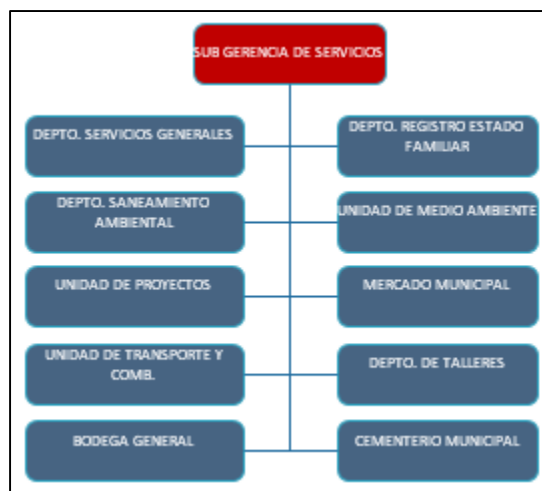 SUB GERENCIA DE SERVICIOS
DEPTO. SERVICIOS GENERALES
DEPTO. REGISTRO ESTADO
FAMILIAR
DEPTO. SANEAMIENTO
AMBIENTAL
UNIDAD DE MEDIO AMBIENTE
UNIDAD DE PROYECTOS
MERCADO MUNICIPAL
UNIDAD DE TRANSPORTE Y
COMB.
DEPTO. DE TALLERES
BODEGA GENERAL
CEMENTERIO MUNICIPAL